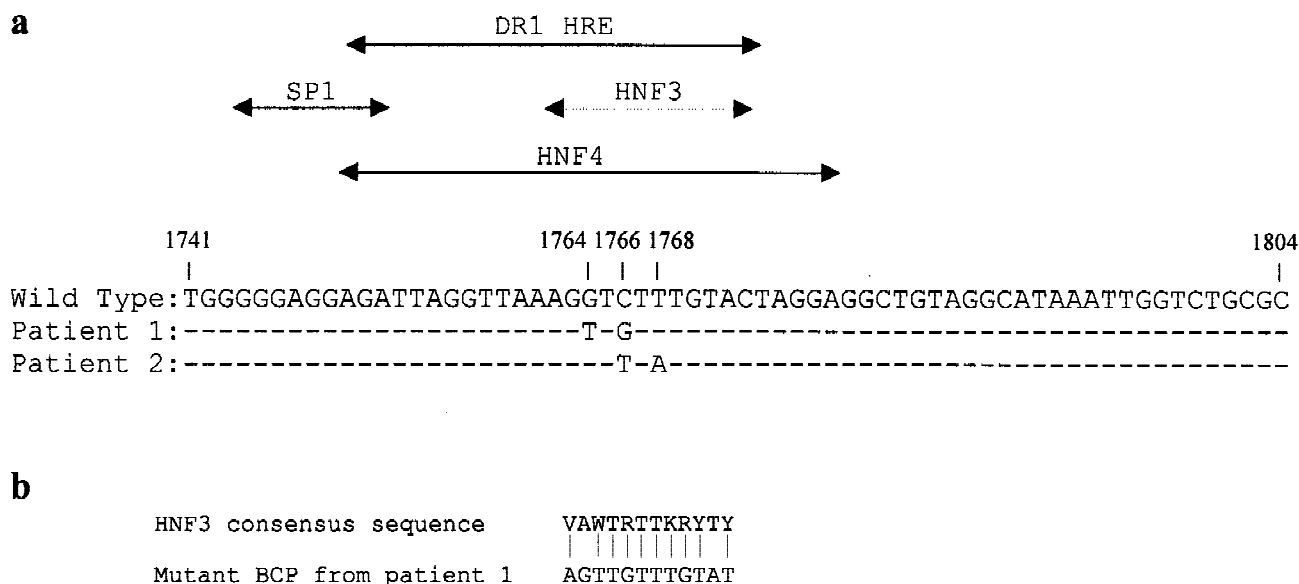 a
DR1 HRE
SP1 HNF3
HNF4
1741 1764 1766 1768 1804
| | | | |
Wild Type:TGGGGGAGGAGATTAGGTTAAAGGTCTTTGTACTAGGAGGCTGTAGGCATAAATTGGTCTGCGC
Patient 1:-----------------------T-G--------------------------------------
Patient 2:-------------------------T-A------------------------------------
b
HNF3 consensus sequence VAWTRTTKRYTY
Mutant BCP from patient 1 AGTTGTTTGTAT